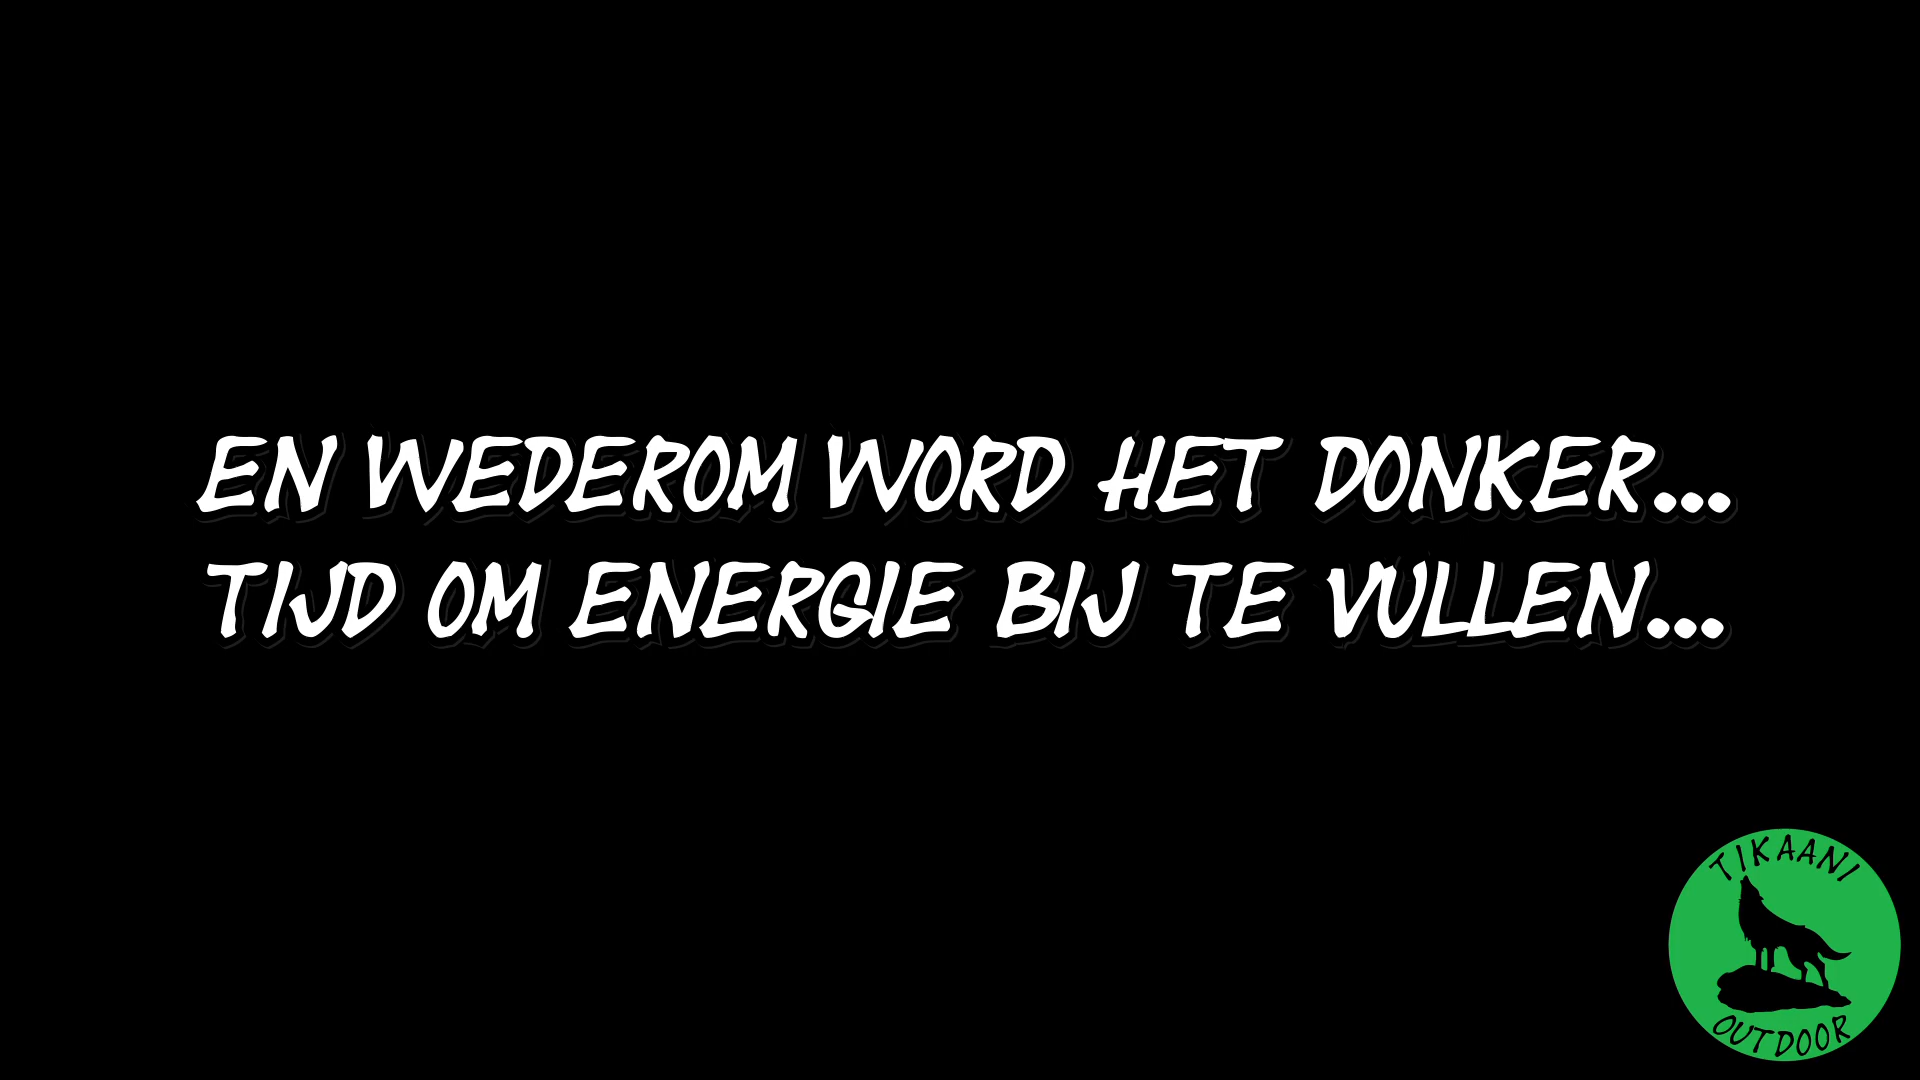 EN WEDEROM WORD HET DONKER...
TIJD OM ENERGIE BIJ TE VULLEN...
TIKAANI
OUTDOOR